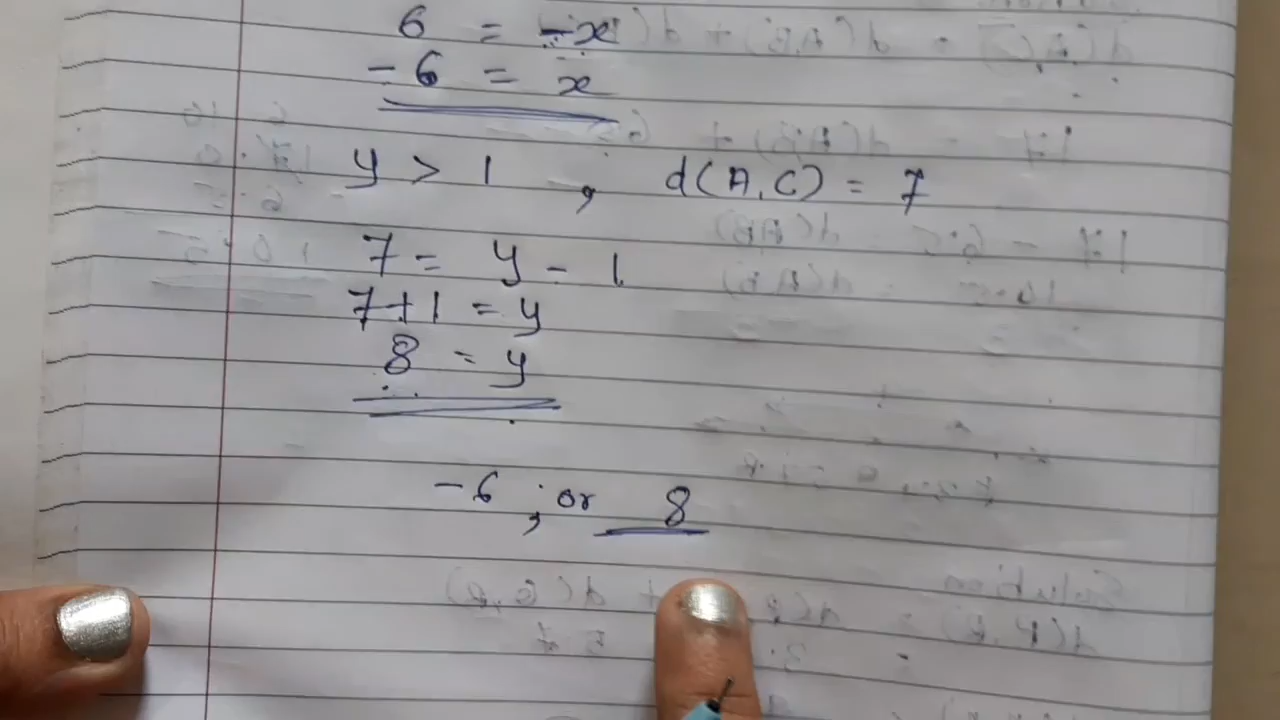 6 = -x
-6 = x
y > 1 , d(A,C) = 7
7 = y - 1
7+1 = y
8 = y
-6 , or 8